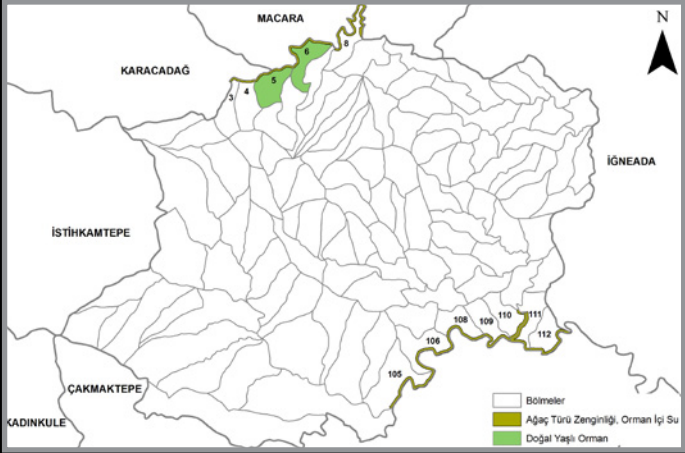 MACARA
N
8
6
KARACADAĞ
5
3
4
İĞNEADA
İSTİHKAMTEPE
110
111
108
109
112
106
105
ÇAKMAKTEPE
KADINKULE
Bölmeler
Ağaç Türü Zenginliği, Orman İçi Su
Doğal Yaşlı Orman